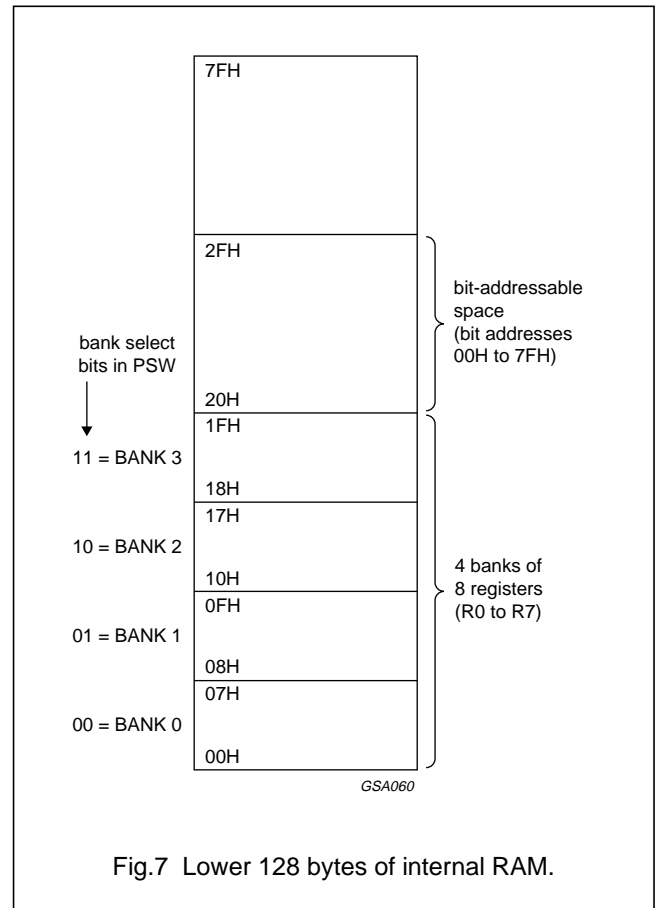 7FH
2FH
bit-addressable
space
(bit addresses
00H to 7FH)
bank select
bits in PSW
20H
1FH
11 = BANK 3
18H
17H
10 = BANK 2
10H
4 banks of
8 registers
(R0 to R7)
0FH
01 = BANK 1
08H
07H
00 = BANK 0
00H
GSA060
Fig.7 Lower 128 bytes of internal RAM.